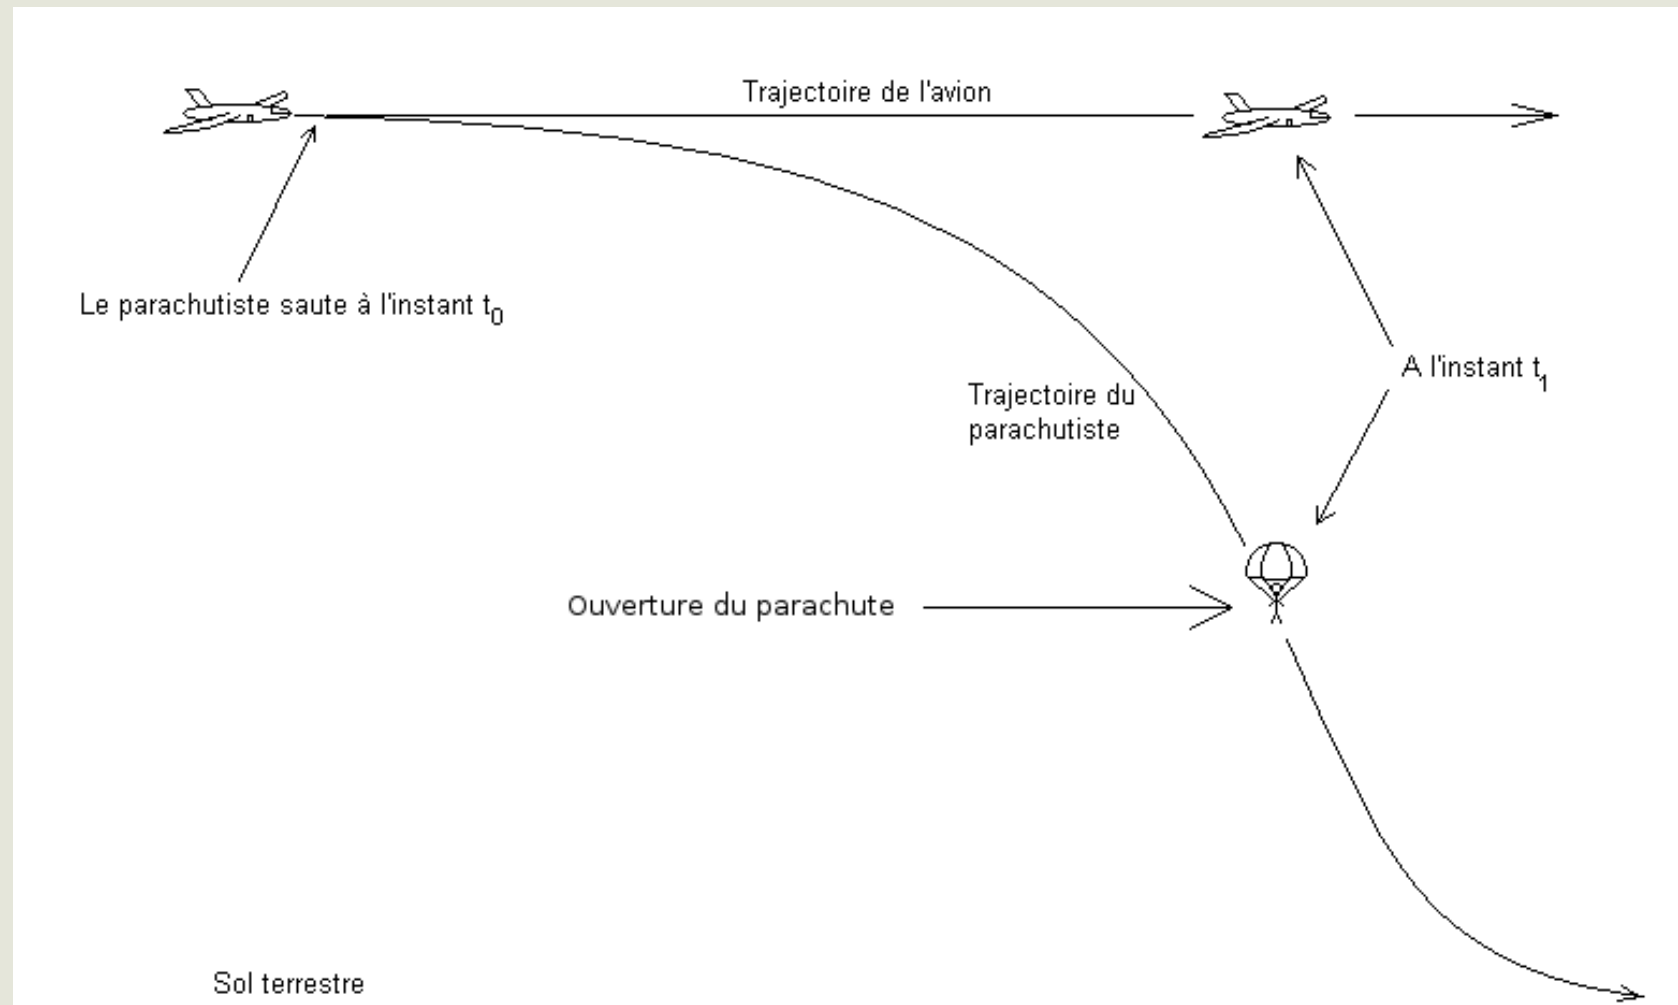 Trajectoire de l'avion
Le parachutiste saute à l'instant t₀
A l'instant t₁
Trajectoire du
parachutiste
Ouverture du parachute
Sol terrestre